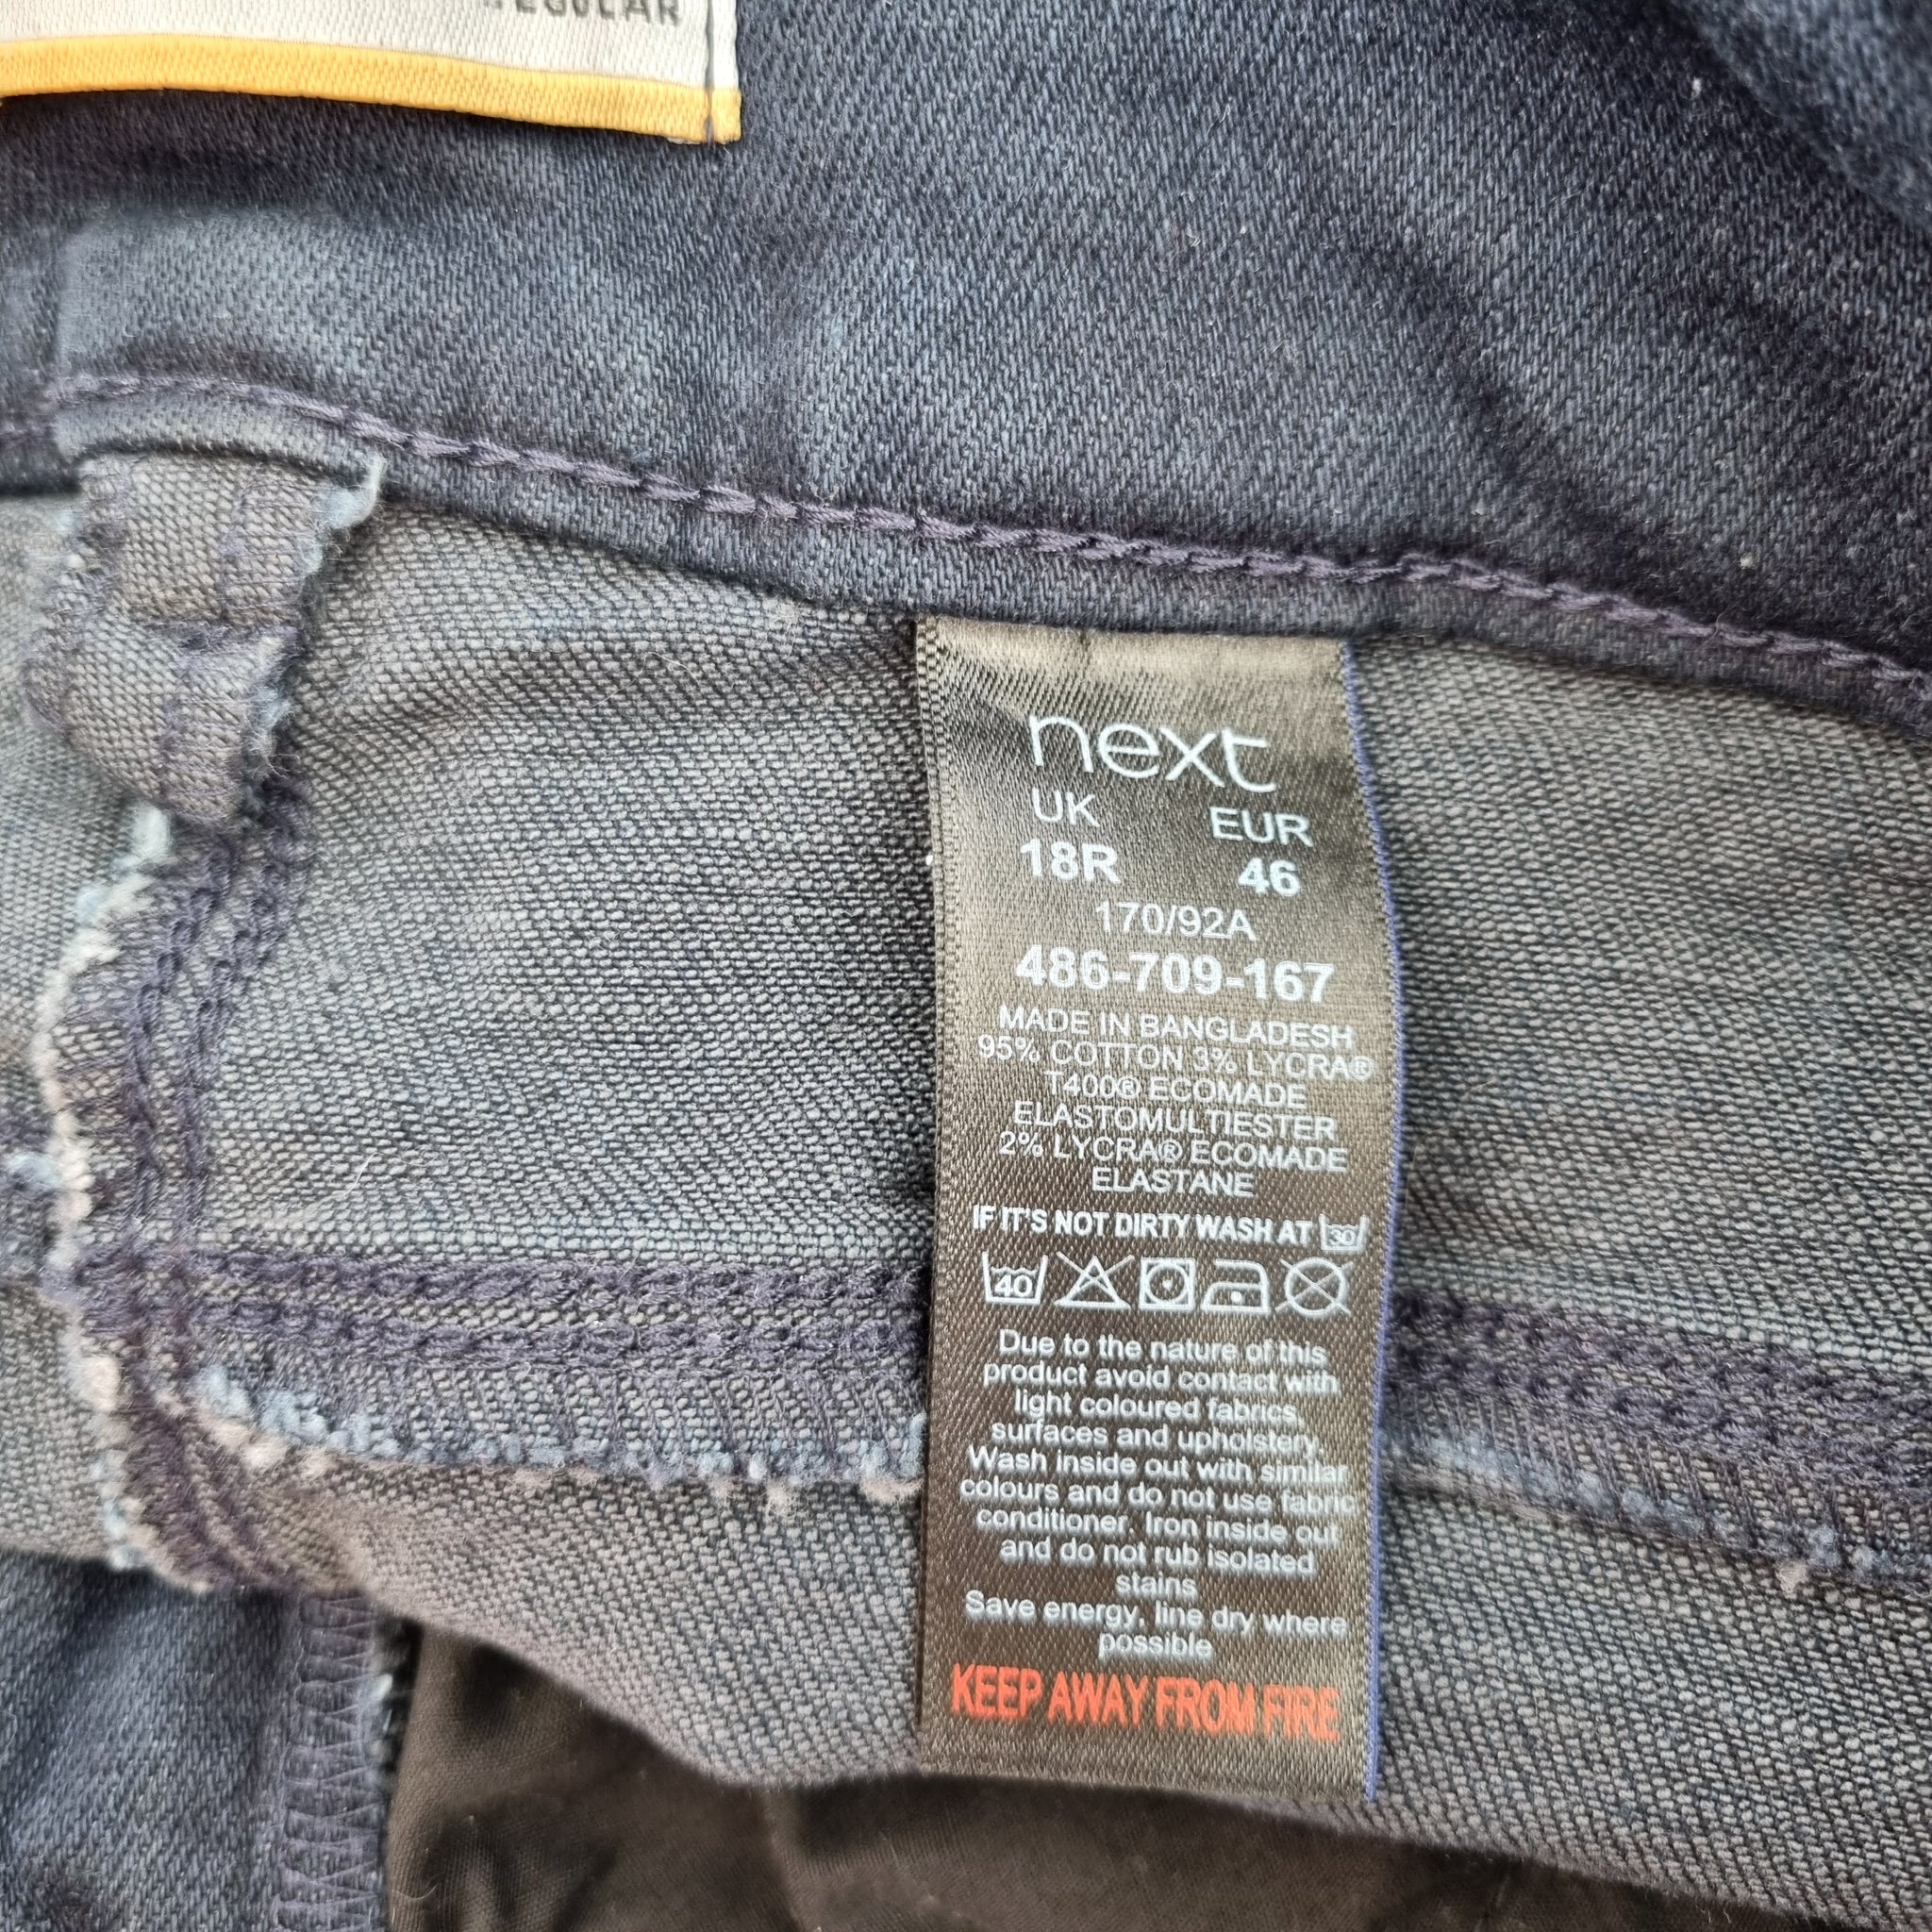 REGULAR
next
UK EUR
18R 46
170/92A
486-709-167
MADE IN BANGLADESH
95% COTTON 3% LYCRA®
T400® ECOMADE
ELASTOMULTIESTER
2% LYCRA® ECOMADE
ELASTANE
IF IT'S NOT DIRTY WASH AT 30
40
Due to the nature of this
product avoid contact with
light coloured fabrics,
surfaces and upholstery.
Wash inside out with similar
colours and do not use fabric
conditioner. Iron inside out
and do not rub isolated
stains
Save energy, line dry where
possible
KEEP AWAY FROM FIRE